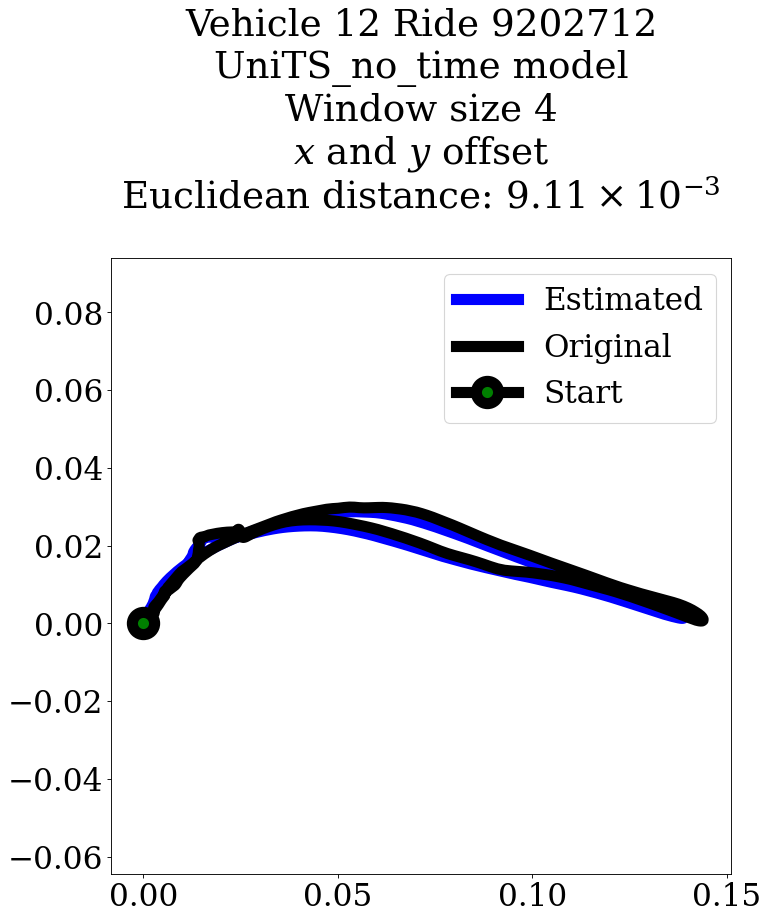 Vehicle 12 Ride 9202712
UniTS_no_time model
Window size 4
x and y offset
Euclidean distance: 9.11 × 10⁻³
Estimated
Original
Start
0.08
0.06
0.04
0.02
0.00
−0.02
−0.04
−0.06
0.00 0.05 0.10 0.15